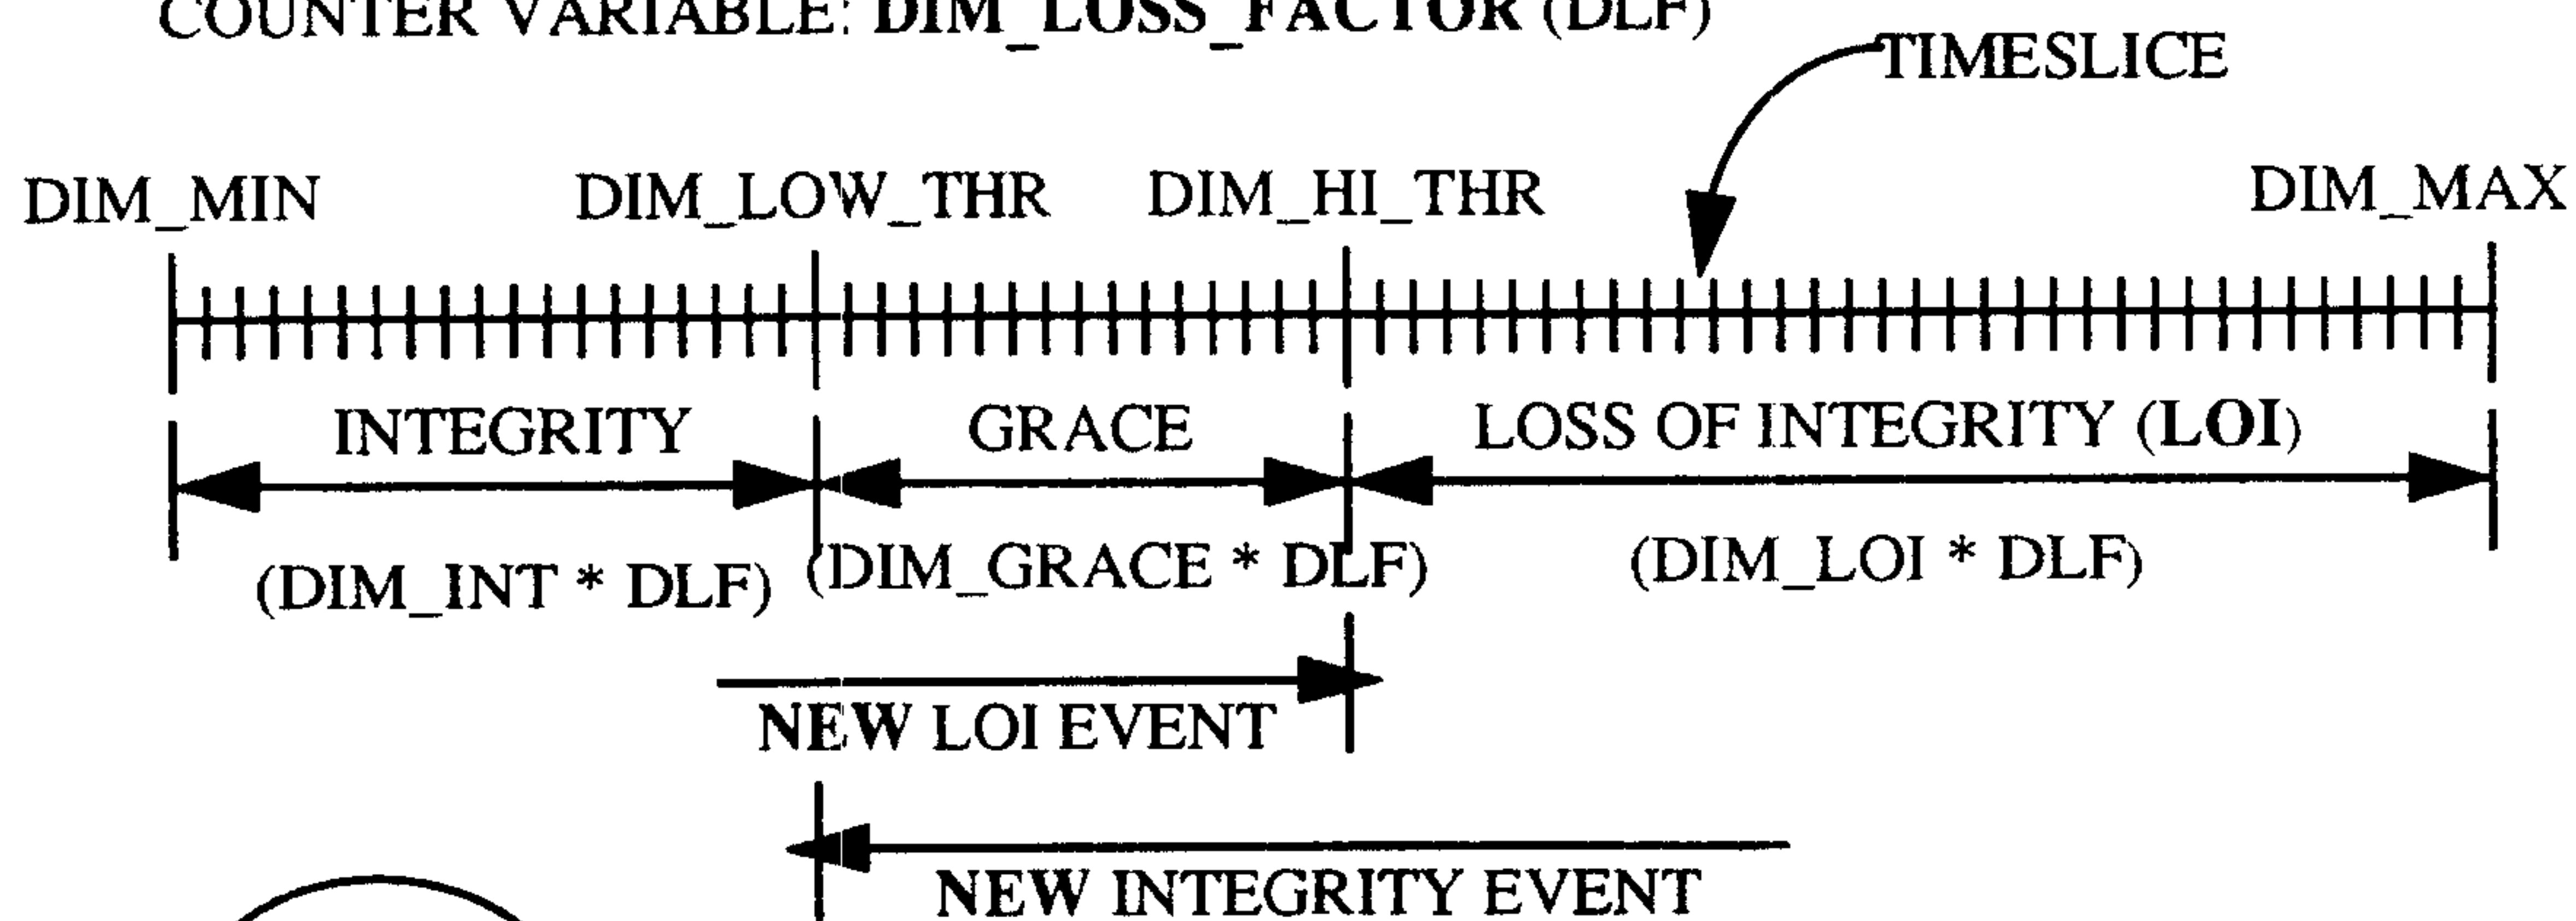 COUNTER VARIABLE: DIM_LOSS_FACTOR (DLF)
TIMESLICE
DIM_MIN DIM_LOW_THR DIM_HI_THR DIM_MAX
INTEGRITY GRACE LOSS OF INTEGRITY (LOI)
(DIM_INT * DLF) (DIM_GRACE * DLF) (DIM_LOI * DLF)
NEW LOI EVENT
NEW INTEGRITY EVENT